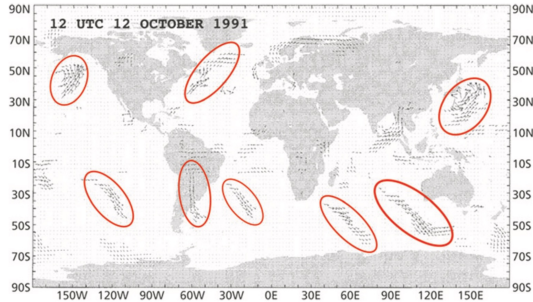 12 UTC 12 OCTOBER 1991
90N 90N
70N 70N
50N 50N
30N 30N
10N 10N
10S 10S
30S 30S
50S 50S
70S 70S
90S 90S
150W 120W 90W 60W 30W 0E 30E 60E 90E 120E 150E